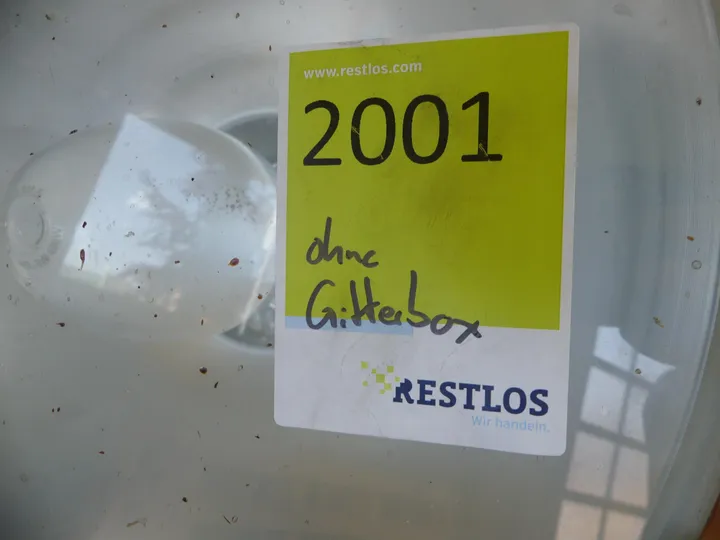 www.restlos.com
2001
ohne
Gitterbox
RESTLOS
Wir handeln.